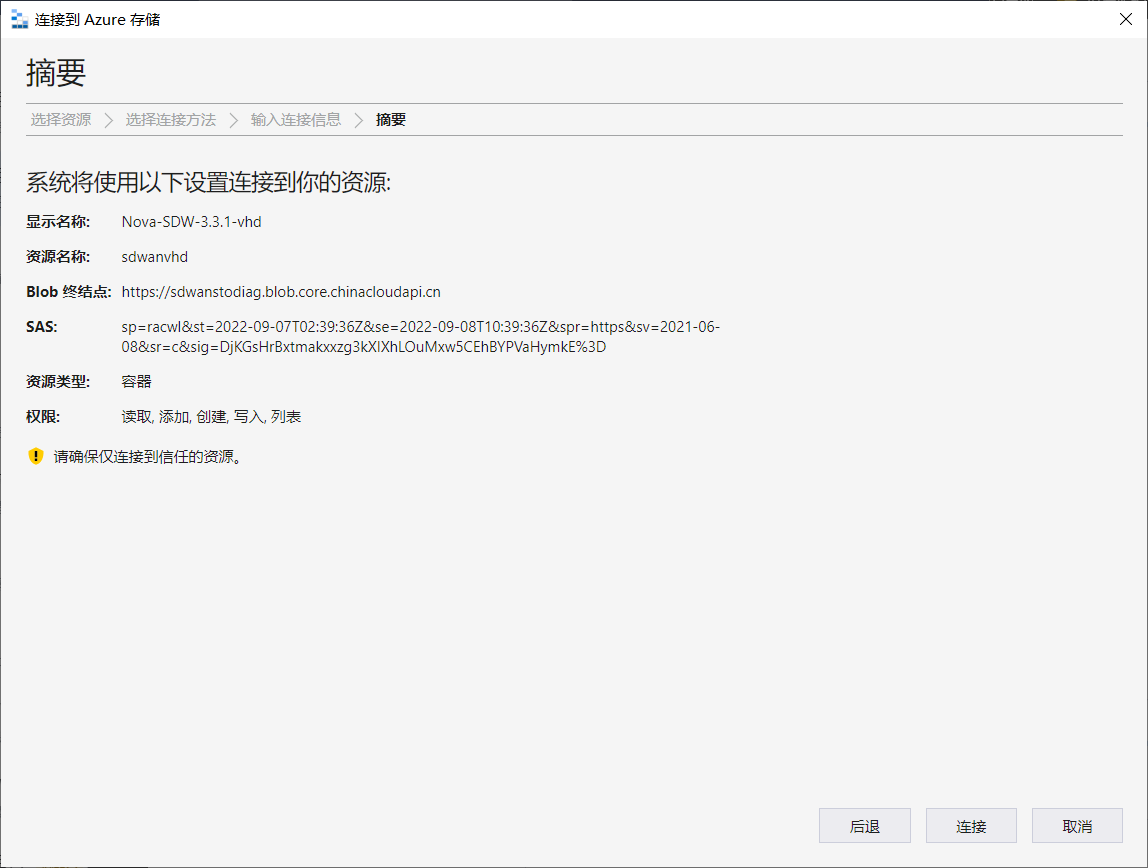 连接到 Azure 存储
摘要
选择资源 选择连接方法 输入连接信息 摘要
系统将使用以下设置连接到你的资源:
显示名称: Nova-SDW-3.3.1-vhd
资源名称: sdwanvhd
Blob 终结点: https://sdwanstodiag.blob.core.chinacloudapi.cn
SAS: sp=racwl&st=2022-09-07T02:39:36Z&se=2022-09-08T10:39:36Z&spr=https&sv=2021-06-
08&sr=c&sig=DjKGsHrBxtmakxxzg3kXIXhLOuMxw5CEhBYPVaHymkE%3D
资源类型: 容器
权限: 读取, 添加, 创建, 写入, 列表
请确保仅连接到信任的资源。
后退 连接 取消